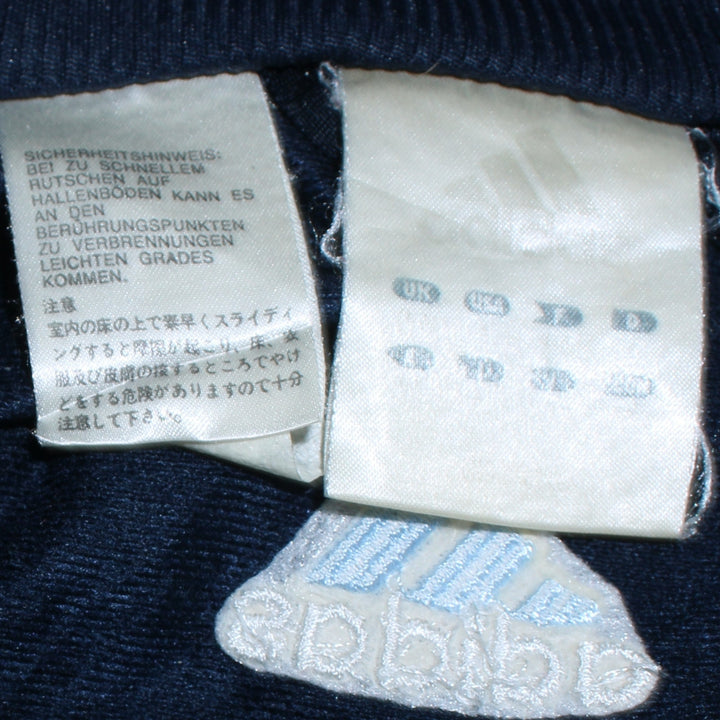 SICHERHEITSHINWEIS:
BEI ZU SCHNELLEM
RUTSCHEN AUF
HALLENBÖDEN KANN ES
AN DEN
BERÜHRUNGSPUNKTEN
ZU VERBRENNUNGEN
LEICHTEN GRADES
KOMMEN.
注意
室内の床の上で素早くスライディ
ングすると摩擦が起こり、床、衣
服及び皮膚の接するところでやけ
どをする危険がありますので十分
注意して下さい。
UK USA F D